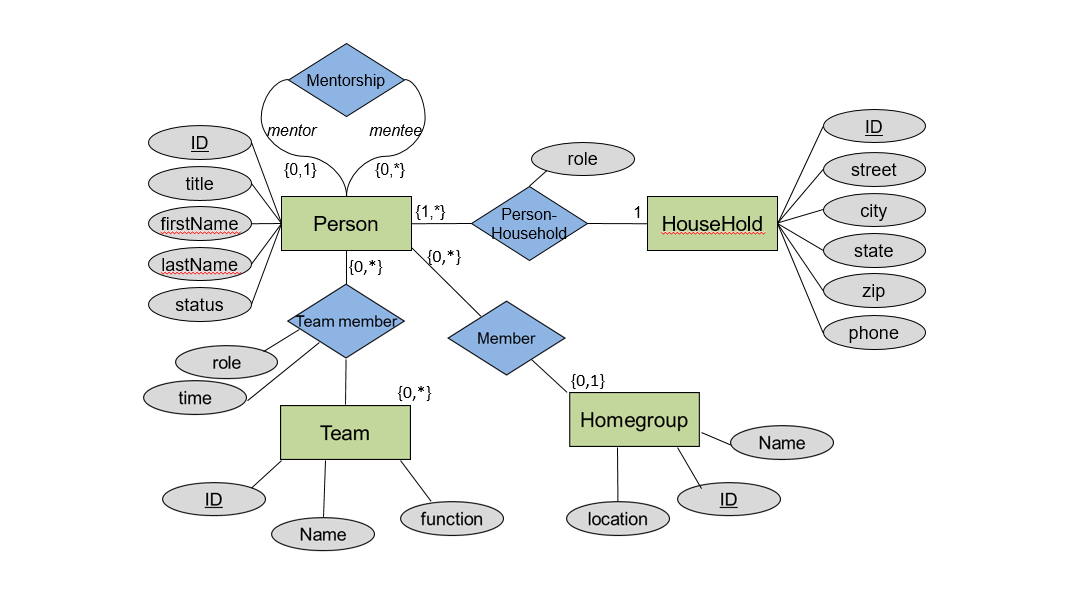 Mentorship
mentor
mentee
{0,1}
{0,*}
ID
title
firstName
lastName
status
Person
{1,*}
role
Person-
Household
1
HouseHold
ID
street
city
state
zip
phone
{0,*}
{0,*}
Team member
role
time
Member
{0,*}
{0,1}
Team
ID
Name
function
Homegroup
Name
ID
location